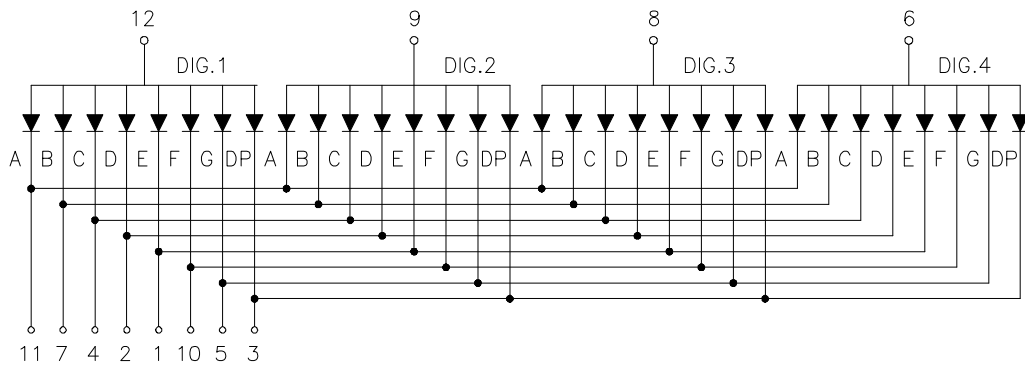 12 9 8 6
DIG.1 DIG.2 DIG.3 DIG.4
A B C D E F G DP A B C D E F G DP A B C D E F G DP A B C D E F G DP
11 7 4 2 1 10 5 3